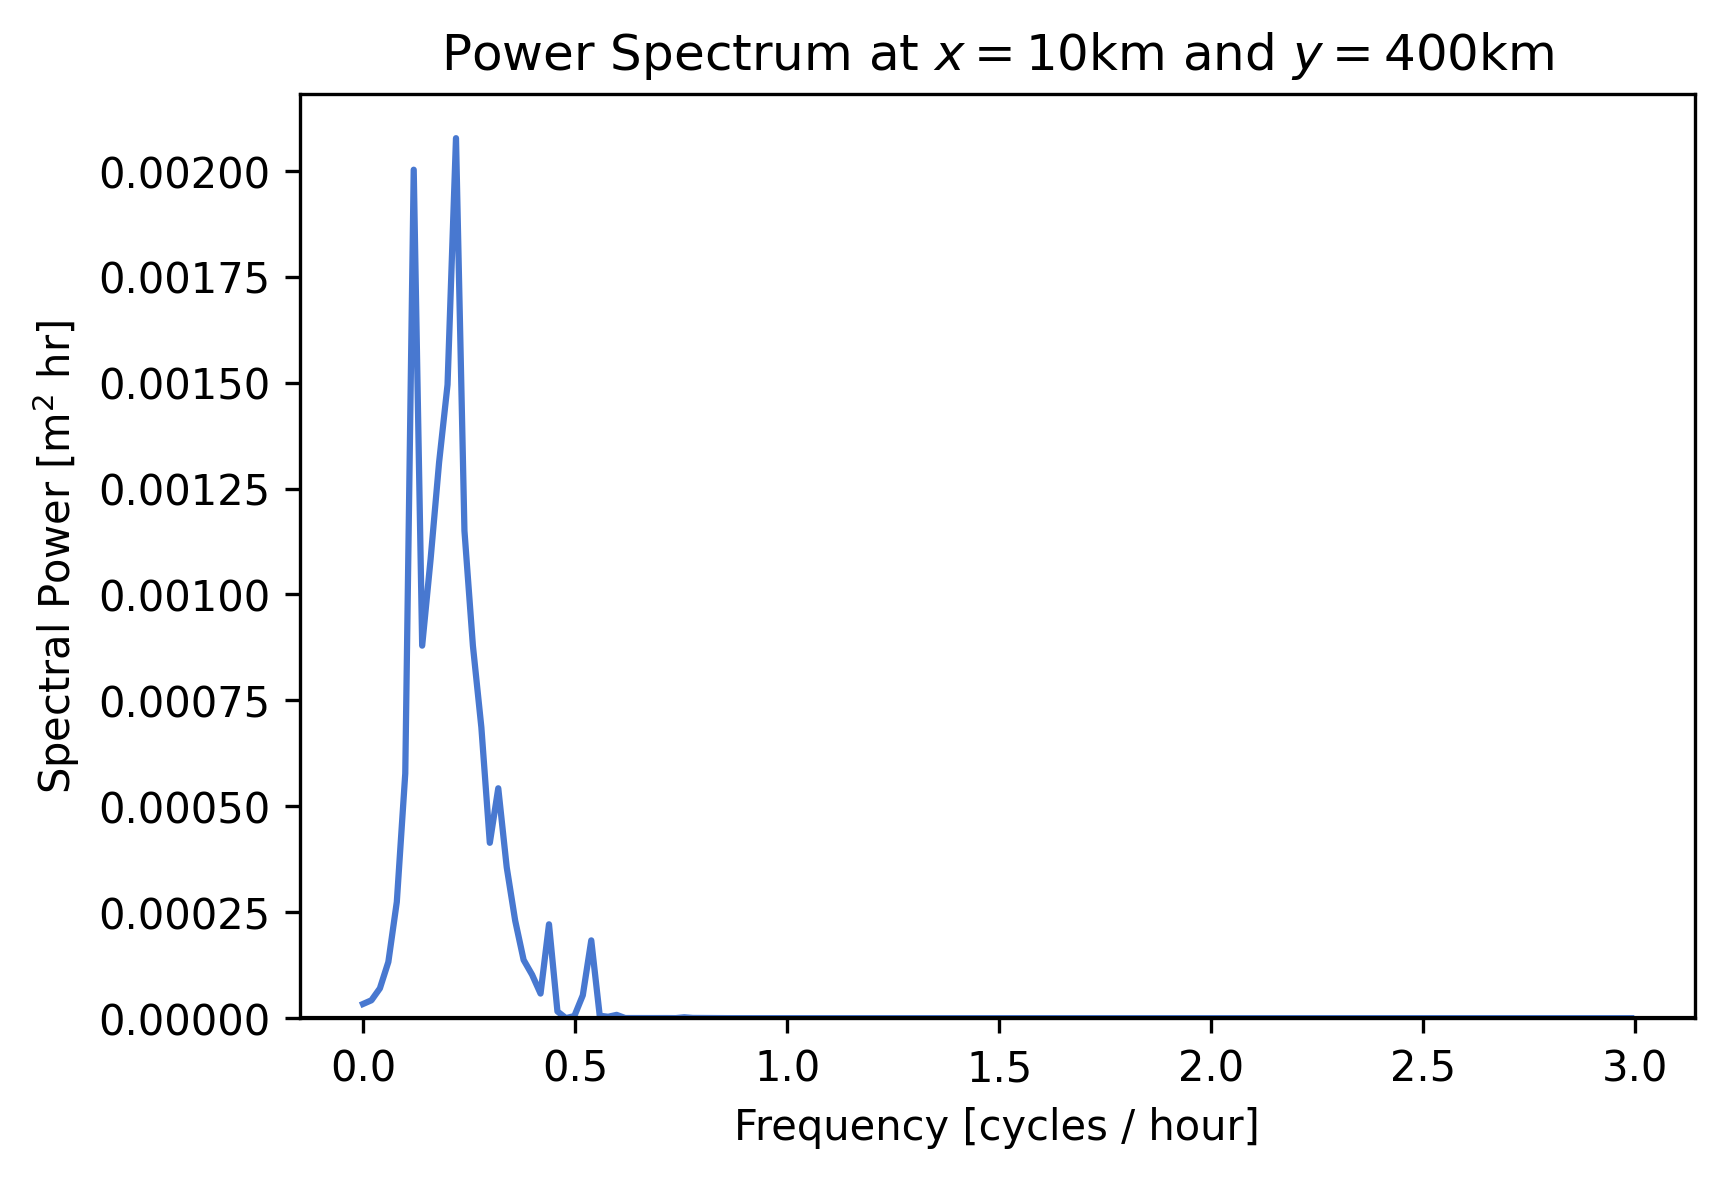 Power Spectrum at x = 10km and y = 400km
0.00200
0.00175
0.00150
0.00125
0.00100
0.00075
0.00050
0.00025
0.00000
Spectral Power [m² hr]
0.0 0.5 1.0 1.5 2.0 2.5 3.0
Frequency [cycles / hour]